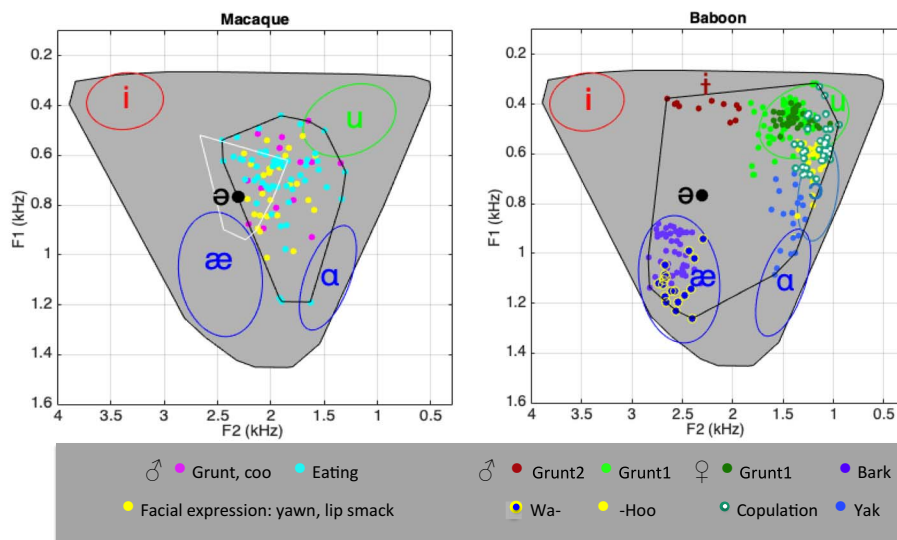 Macaque
0.2
0.4
0.6
0.8
1
1.2
1.4
1.6
F1 (kHz)
4 3.5 3 2.5 2 1.5 1 0.5
F2 (kHz)
i
u
ə
æ
ɑ
Baboon
0.2
0.4
0.6
0.8
1
1.2
1.4
1.6
F1 (kHz)
4 3.5 3 2.5 2 1.5 1 0.5
F2 (kHz)
i
ɨ
u
ə
æ
ɑ
♂ Grunt, coo Eating
Facial expression: yawn, lip smack
♂ Grunt2 Grunt1 ♀ Grunt1 Bark
Wa- -Hoo Copulation Yak